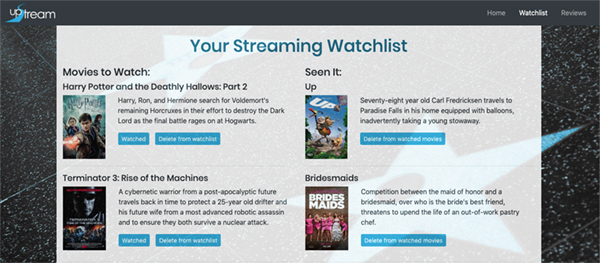 upstream
Home Watchlist Reviews
Your Streaming Watchlist
Movies to Watch:
Harry Potter and the Deathly Hallows: Part 2
Harry, Ron, and Hermione search for Voldemort's
remaining Horcruxes in their effort to destroy the Dark
Lord as the final battle rages on at Hogwarts.
Watched Delete from watchlist
Terminator 3: Rise of the Machines
A cybernetic warrior from a post-apocalyptic future
travels back in time to protect a 25-year old drifter and
his future wife from a most advanced robotic assassin
and to ensure they both survive a nuclear attack.
Watched Delete from watchlist
Seen It:
Up
UP
Seventy-eight year old Carl Fredricksen travels to
Paradise Falls in his home equipped with balloons,
inadvertently taking a young stowaway.
Delete from watched movies
Bridesmaids
BRIDES
MAIDS
Competition between the maid of honor and a
bridesmaid, over who is the bride's best friend,
threatens to upend the life of an out-of-work pastry
chef.
Delete from watched movies